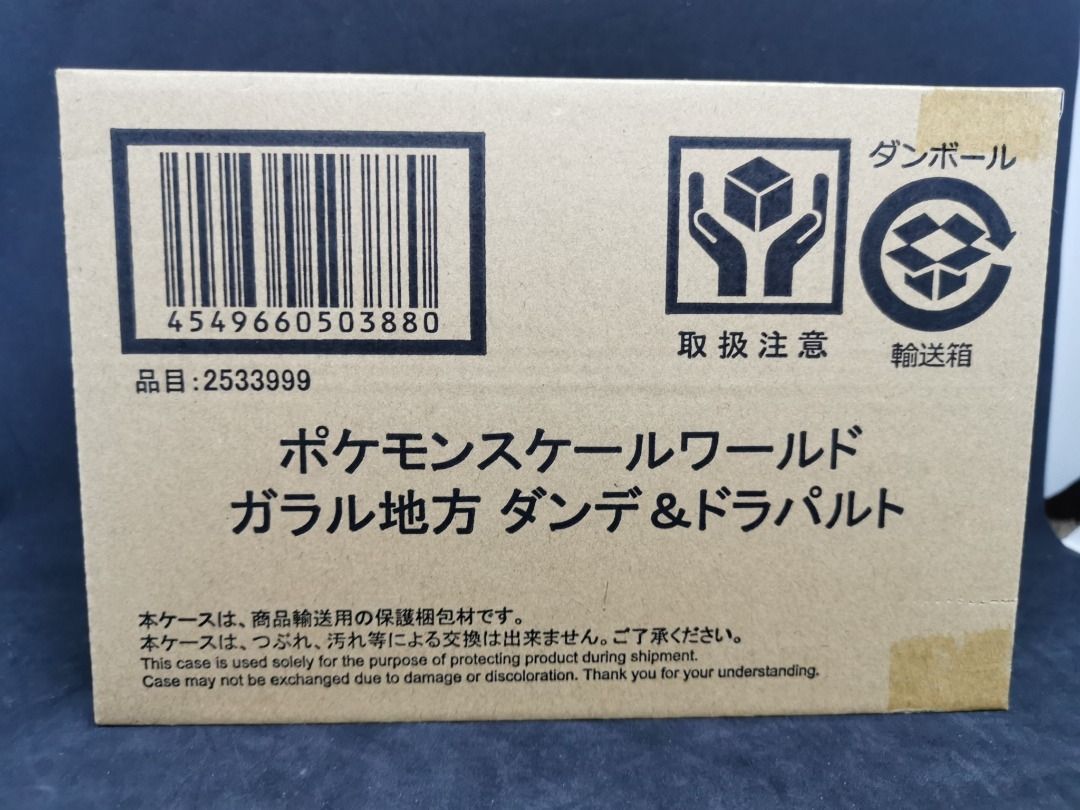 4549660503880
品目:2533999
取扱注意
ダンボール
輸送箱
ポケモンスケールワールド
ガラル地方 ダンデ&ドラパルト
本ケースは、商品輸送用の保護梱包材です。
本ケースは、つぶれ、汚れ等による交換は出来ません。ご了承ください。
This case is used solely for the purpose of protecting product during shipment.
Case may not be exchanged due to damage or discoloration. Thank you for your understanding.